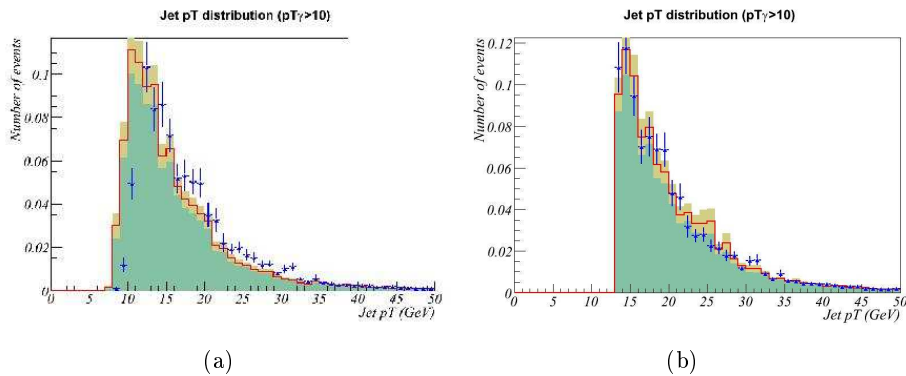 Jet pT distribution (pTγ>10)
Number of events
0.1
0.08
0.06
0.04
0.02
0
0 5 10 15 20 25 30 35 40 45 50
Jet pT (GeV)
(a)
Jet pT distribution (pTγ>10)
Number of events
0.12
0.1
0.08
0.06
0.04
0.02
0
0 5 10 15 20 25 30 35 40 45 50
Jet pT (GeV)
(b)